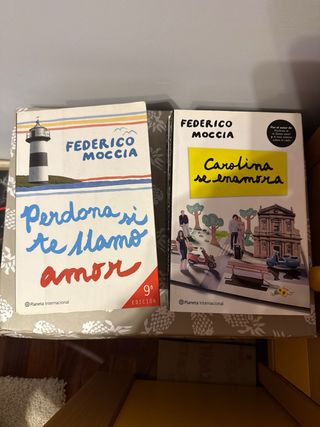 FEDERICO
MOCCIA
Perdona si
te llamo
amor
9ª
EDICIÓN
Planeta Internacional
FEDERICO
MOCCIA
Carolina
se enamora
Planeta Internacional